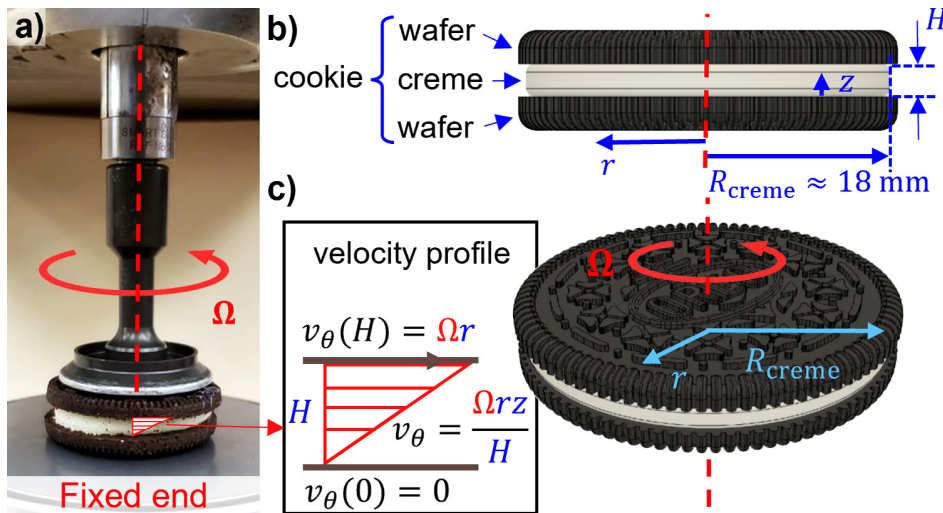 a)
SMART
Ω
Fixed end
b)
wafer
cookie
creme
wafer
H
z
r
R_creme ≈ 18 mm
c)
velocity profile
v_θ(H) = Ωr
H
v_θ = Ωrz/H
v_θ(0) = 0
Ω
r
R_creme